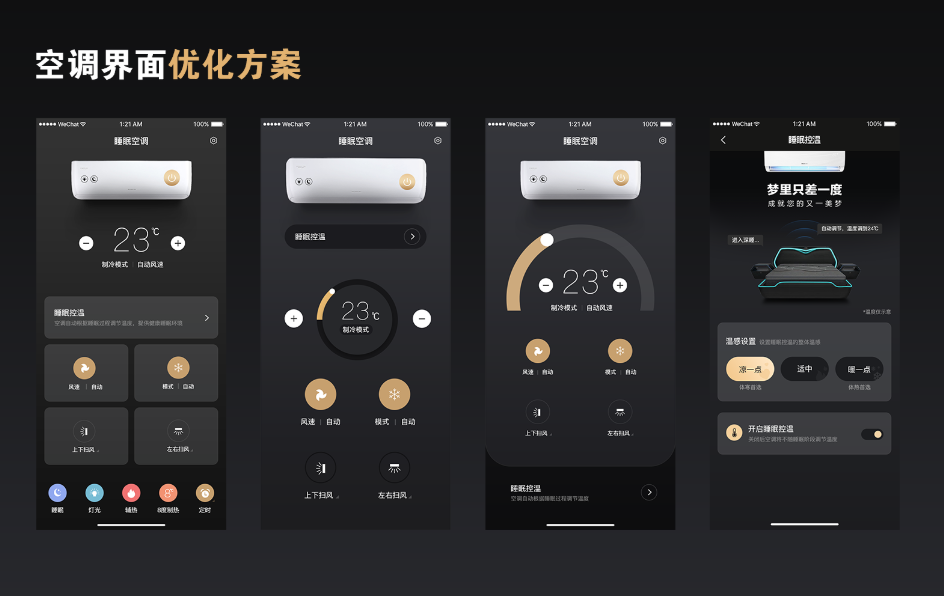 空调界面优化方案
WeChat 1:21 AM 100%
睡眠空调
23℃
制冷模式 | 自动风速
睡眠控温
空调自动根据睡眠过程调节温度，提供健康睡眠环境
风速 | 自动
模式 | 自动
上下扫风
左右扫风
睡眠
灯光
辅热
8度制热
定时
WeChat 1:21 AM 100%
睡眠空调
睡眠控温
23℃
制冷模式
风速 | 自动
模式 | 自动
上下扫风
左右扫风
WeChat 1:21 AM 100%
睡眠空调
23℃
制冷模式 | 自动风速
风速 | 自动
模式 | 自动
上下扫风
左右扫风
睡眠控温
空调自动根据睡眠过程调节温度
WeChat 1:21 AM 100%
睡眠控温
梦里只差一度
成就您的又一美梦
自动调节，温度调到24℃
进入深睡...
温感设置 设置睡眠控温的整体温感
凉一点
适中
暖一点
体寒首选
体热首选
开启睡眠控温
关闭后空调将不随睡眠阶段调节温度